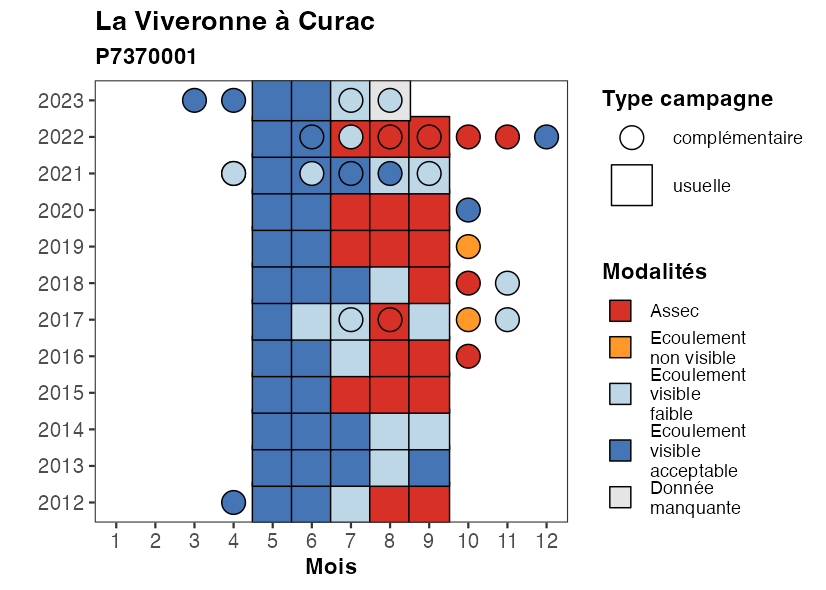 La Viveronne à Curac
P7370001
2023
2022
2021
2020
2019
2018
2017
2016
2015
2014
2013
2012
1 2 3 4 5 6 7 8 9 10 11 12
Mois
Type campagne
complémentaire
usuelle
Modalités
Assec
Ecoulement
non visible
Ecoulement
visible
faible
Ecoulement
visible
acceptable
Donnée
manquante